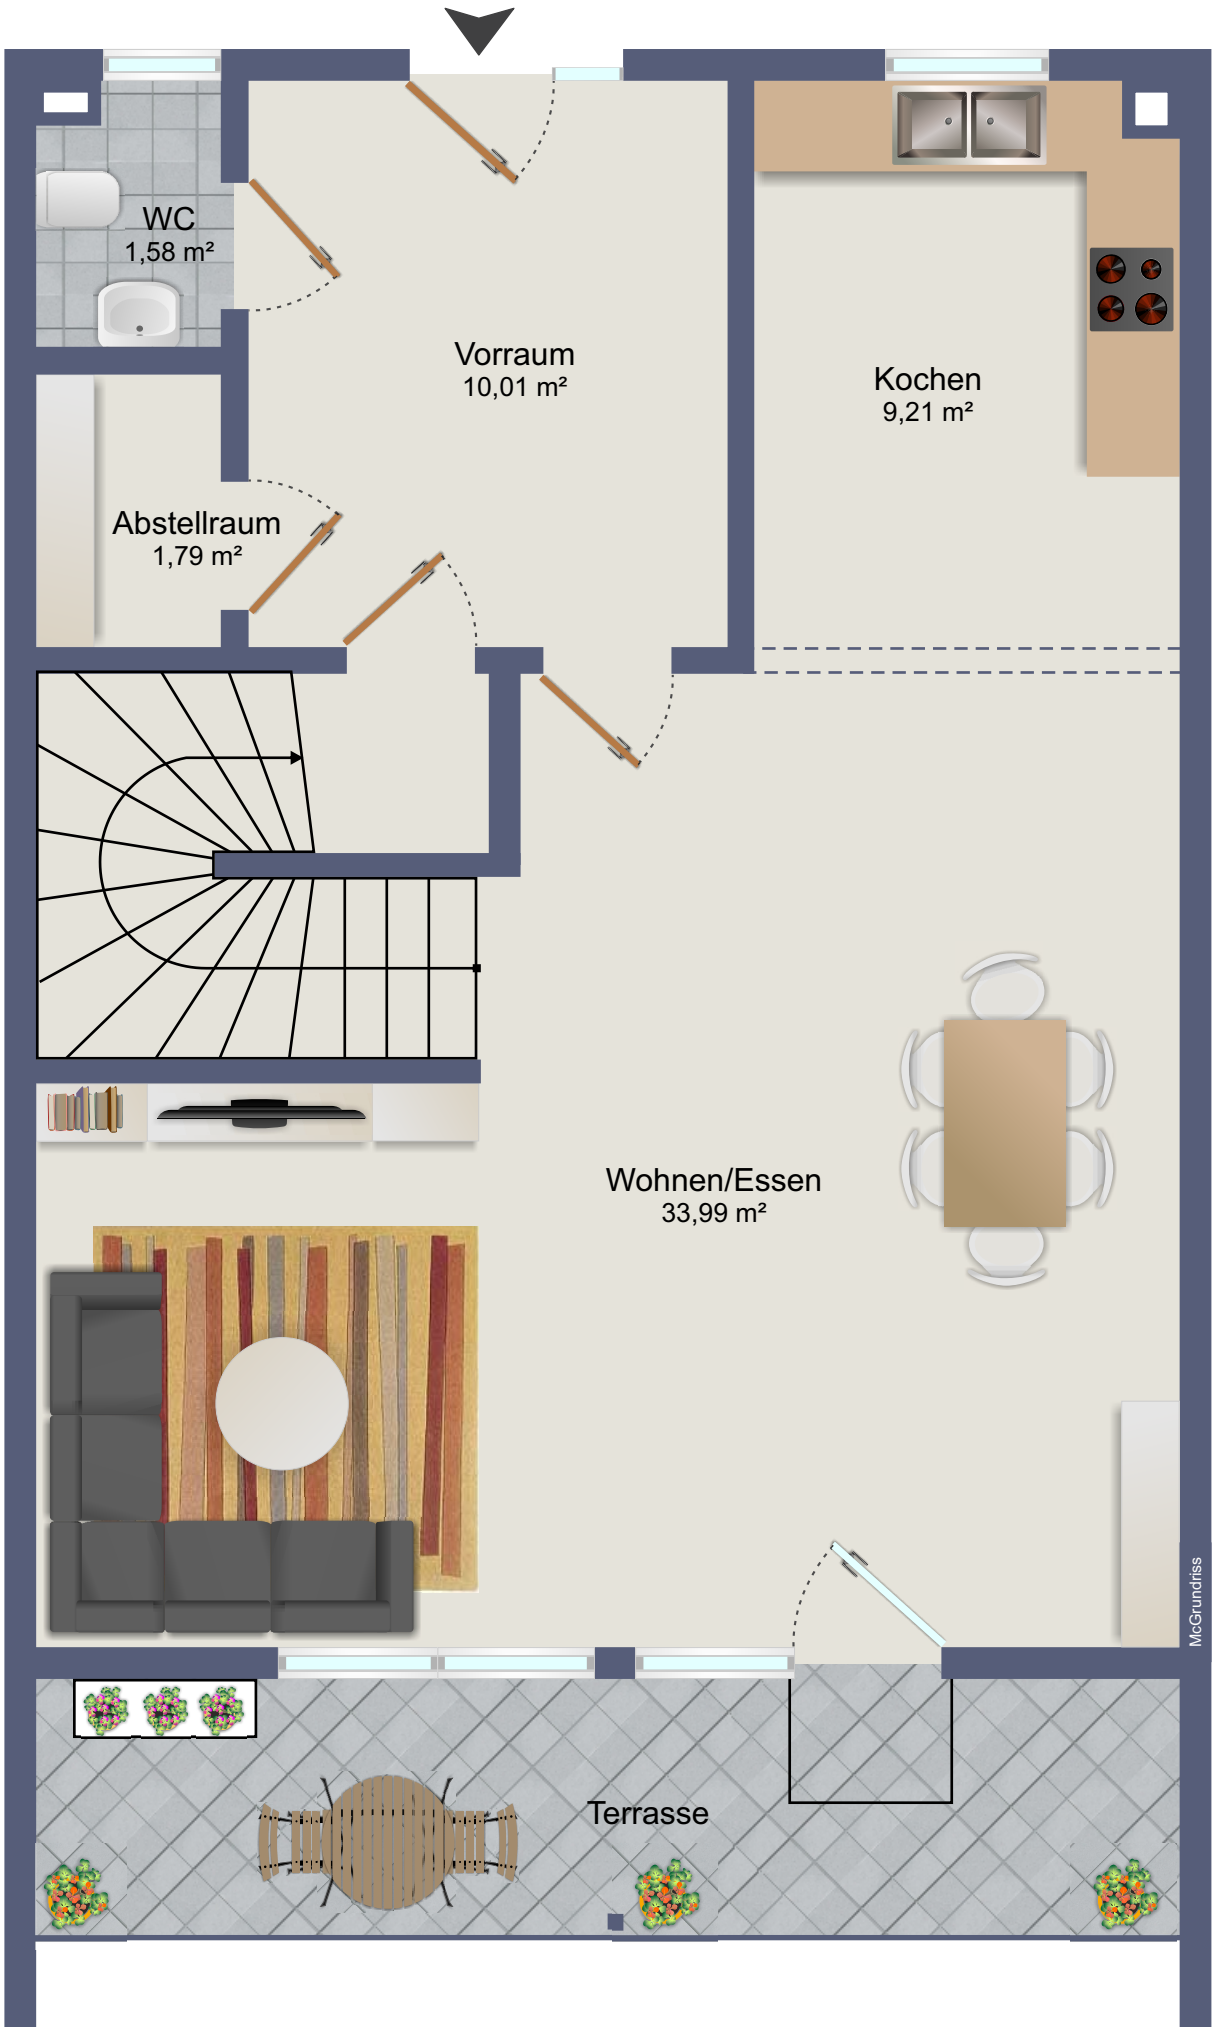 WC
1,58 m²
Vorraum
10,01 m²
Kochen
9,21 m²
Abstellraum
1,79 m²
Wohnen/Essen
33,99 m²
McGrundriss
Terrasse